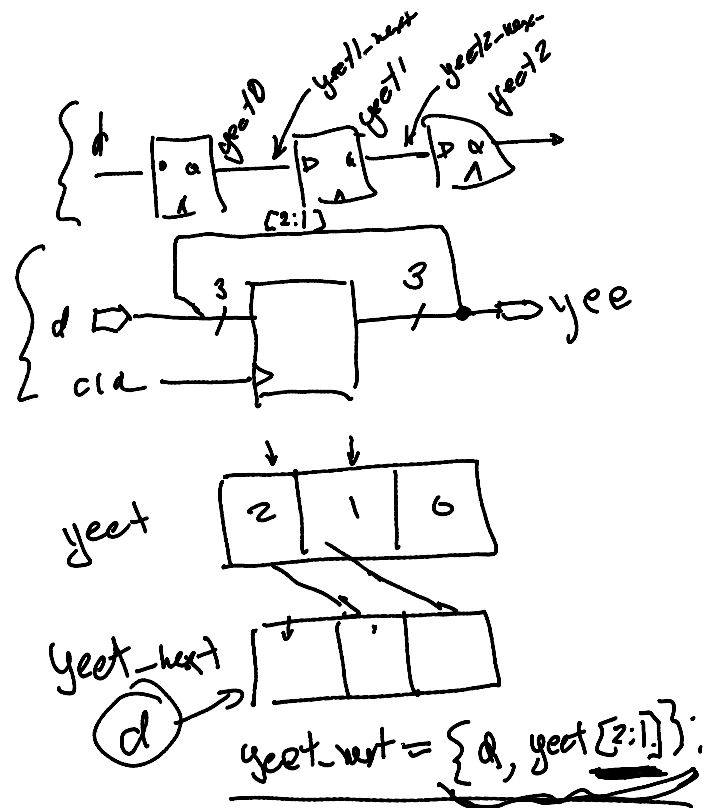 yeet1_next
yeet2_next
yeet0
yeet1
yeet2
d
D Q
D Q
D Q
[2:1]
3
3
d
yee
clk
yeet
2 1 0
yeet_next
d
yeet_next = {d, yeet[2:1]};